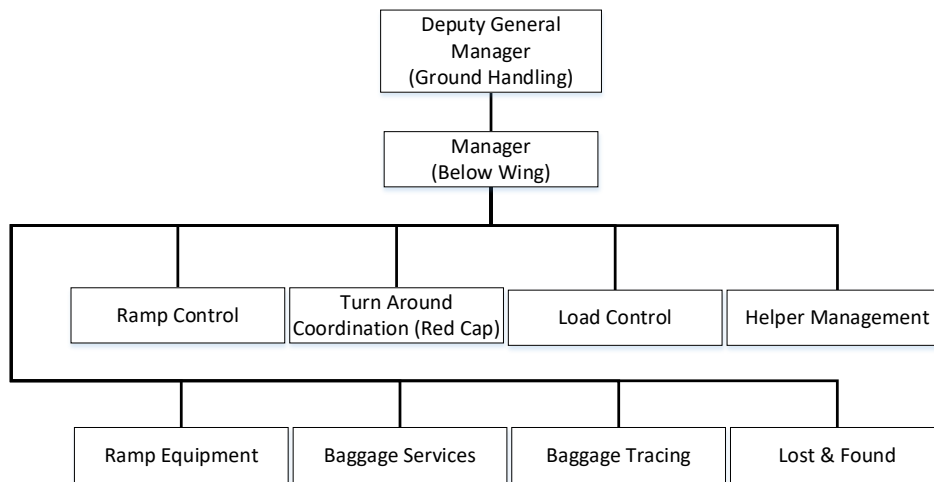 Deputy General
Manager
(Ground Handling)
Manager
(Below Wing)
Ramp Control
Turn Around
Coordination (Red Cap)
Load Control
Helper Management
Ramp Equipment
Baggage Services
Baggage Tracing
Lost & Found